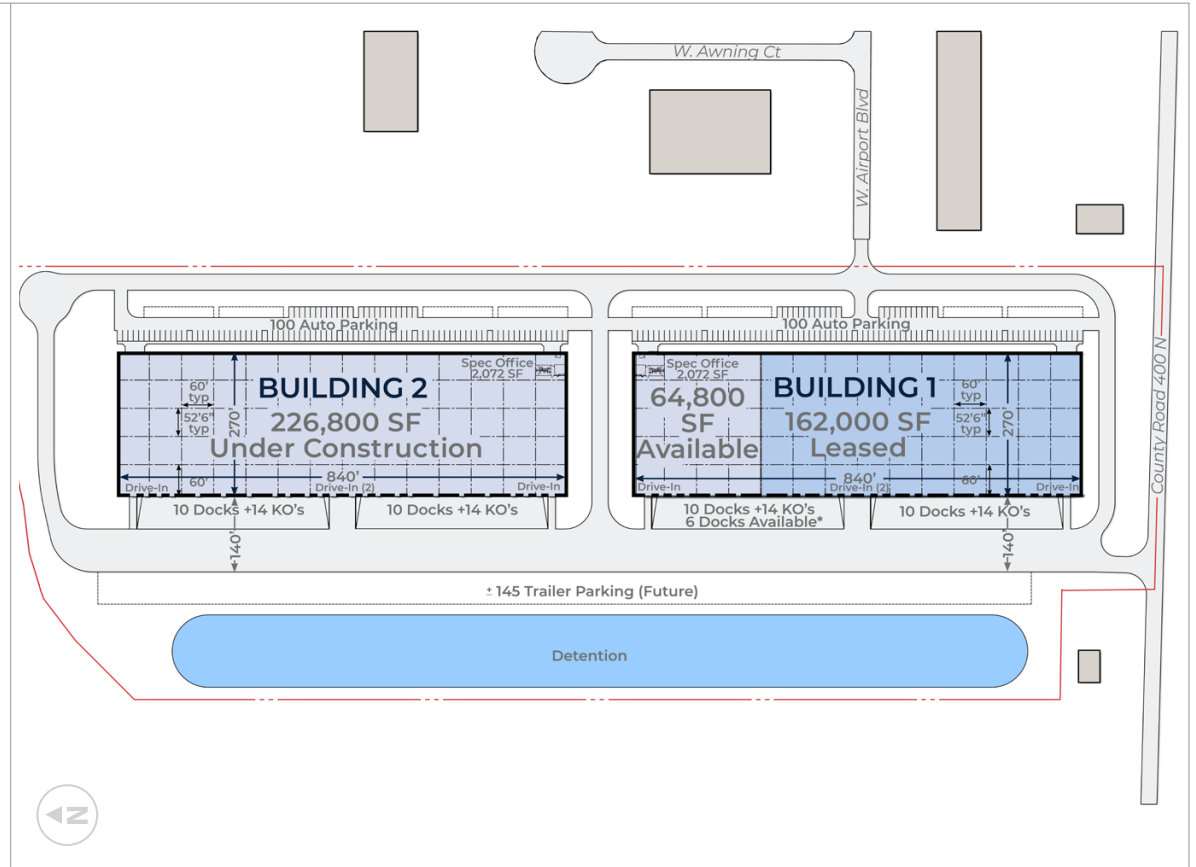 W. Awning Ct
W. Airport Blvd
County Road 400 N
100 Auto Parking
100 Auto Parking
Spec Office
2,072 SF
BUILDING 2
226,800 SF
Under Construction
60'
typ
52'6"
typ
270'
60'
840'
Drive-In
Drive-In (2)
Drive-In
10 Docks +14 KO's
10 Docks +14 KO's
140'
Spec Office
2,072 SF
64,800
SF
Available
BUILDING 1
162,000 SF
Leased
60'
typ
52'6"
typ
270'
60'
840'
Drive-In
Drive-In (2)
Drive-In
10 Docks +14 KO's
6 Docks Available*
10 Docks +14 KO's
140'
± 145 Trailer Parking (Future)
Detention
N